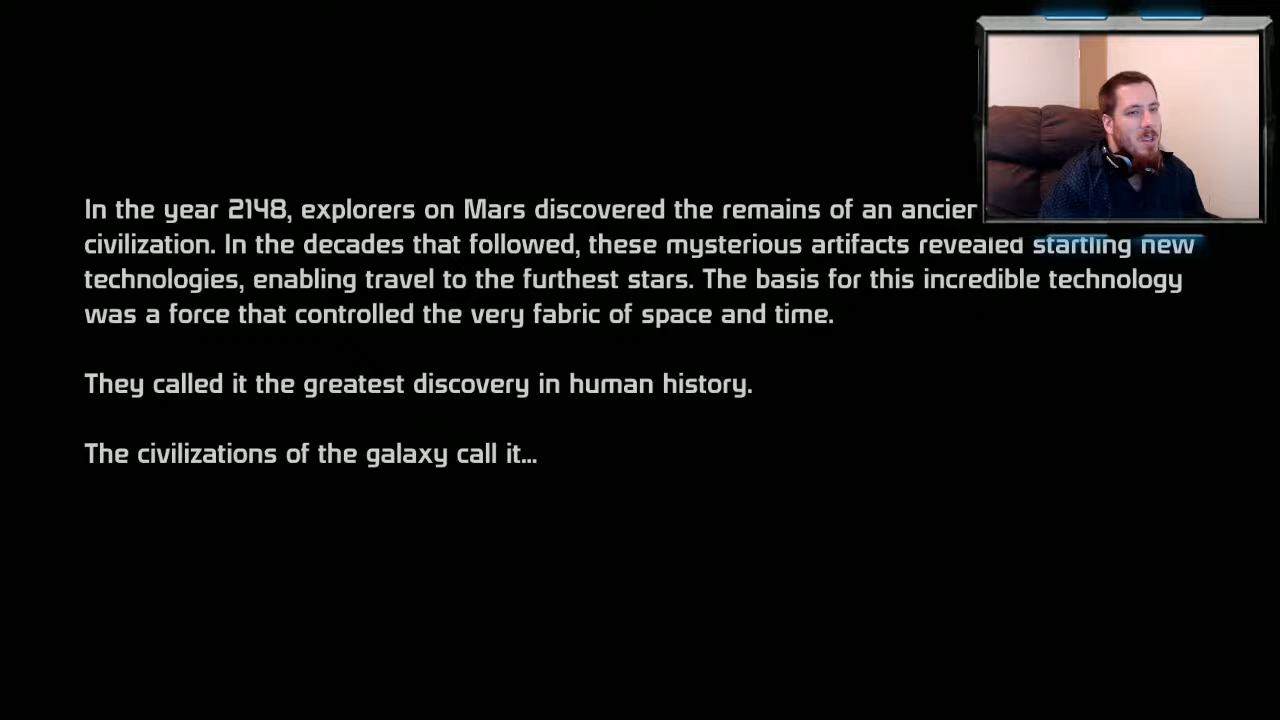 In the year 2148, explorers on Mars discovered the remains of an
civilization. In the decades that followed, these mysterious artifacts revealed startling new
technologies, enabling travel to the furthest stars. The basis for this incredible technology
was a force that controlled the very fabric of space and time.
They called it the greatest discovery in human history.
The civilizations of the galaxy call it...